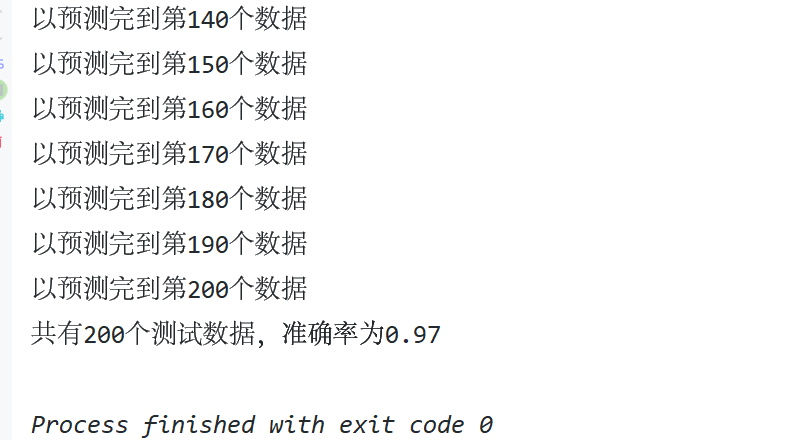 以预测完到第140个数据
以预测完到第150个数据
以预测完到第160个数据
以预测完到第170个数据
以预测完到第180个数据
以预测完到第190个数据
以预测完到第200个数据
共有200个测试数据，准确率为0.97
Process finished with exit code 0